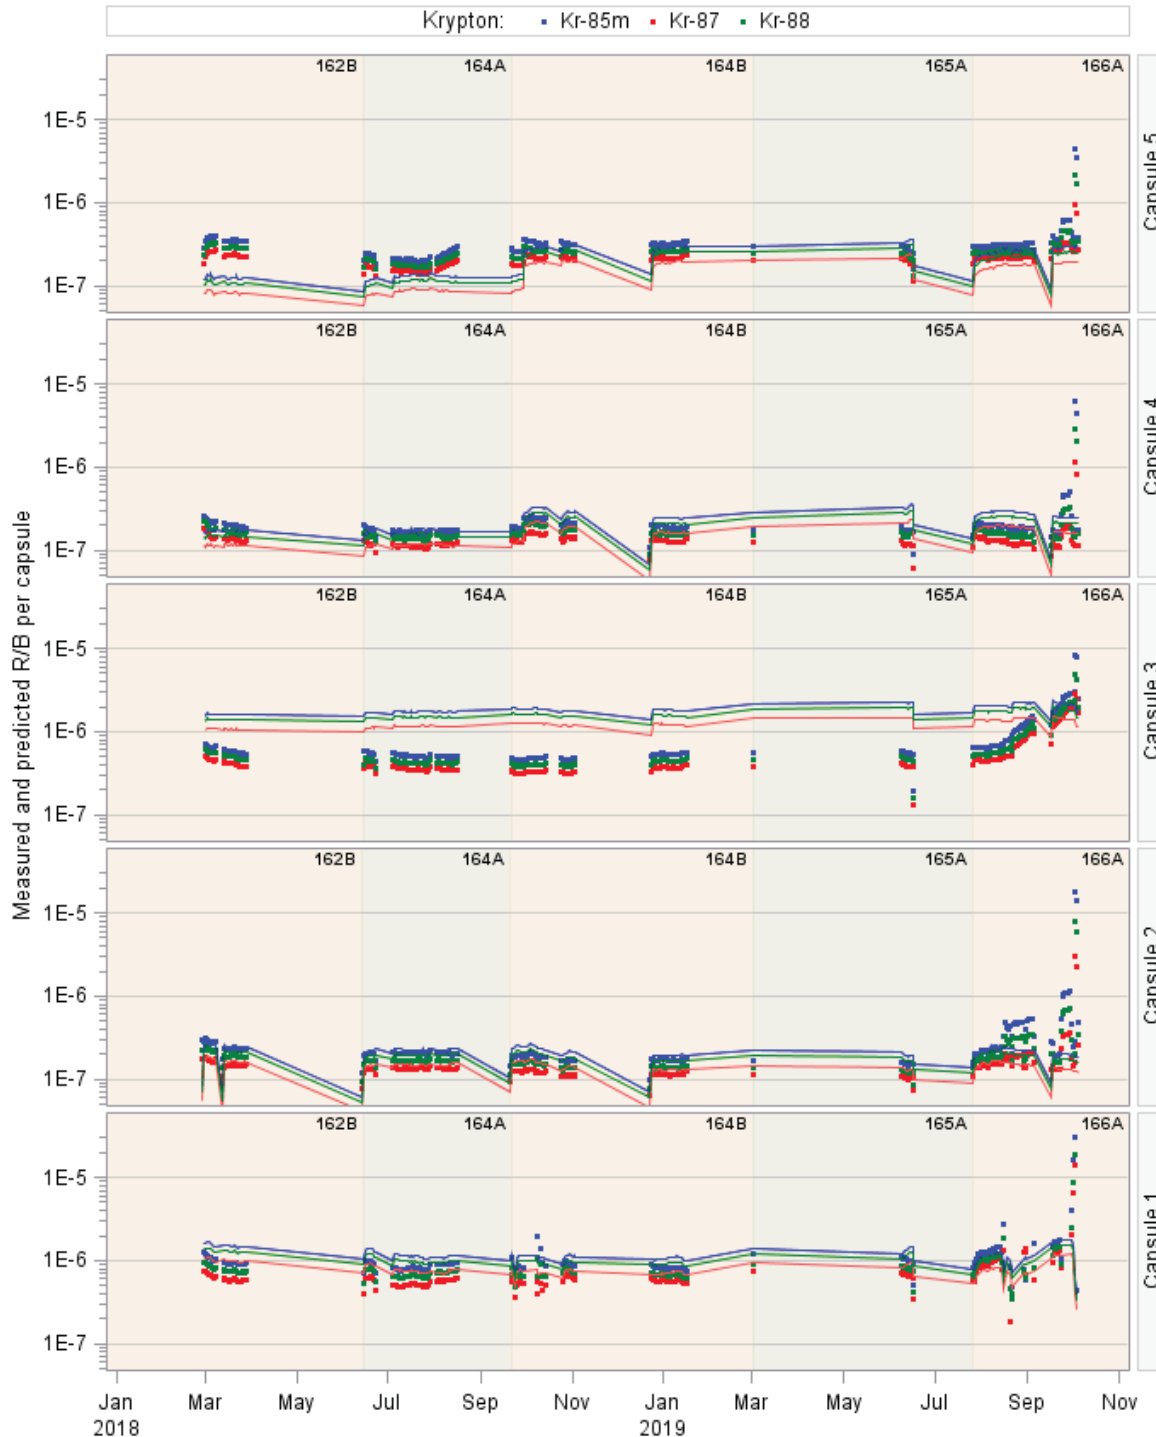 Krypton: Kr-85m Kr-87 Kr-88
Measured and predicted R/B per capsule
162B 164A 164B 165A 166A
1E-5
1E-6
1E-7
Capsule 5
162B 164A 164B 165A 166A
1E-5
1E-6
1E-7
Capsule 4
162B 164A 164B 165A 166A
1E-5
1E-6
1E-7
Capsule 3
162B 164A 164B 165A 166A
1E-5
1E-6
1E-7
Capsule 2
162B 164A 164B 165A 166A
1E-5
1E-6
1E-7
Capsule 1
Jan Mar May Jul Sep Nov Jan Mar May Jul Sep Nov
2018 2019